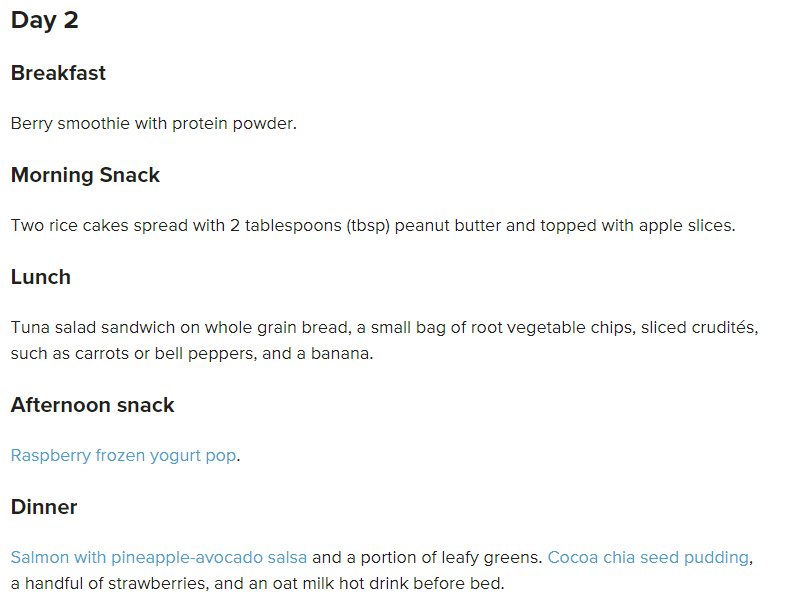 Day 2
Breakfast
Berry smoothie with protein powder.
Morning Snack
Two rice cakes spread with 2 tablespoons (tbsp) peanut butter and topped with apple slices.
Lunch
Tuna salad sandwich on whole grain bread, a small bag of root vegetable chips, sliced crudités,
such as carrots or bell peppers, and a banana.
Afternoon snack
Raspberry frozen yogurt pop.
Dinner
Salmon with pineapple-avocado salsa and a portion of leafy greens. Cocoa chia seed pudding,
a handful of strawberries, and an oat milk hot drink before bed.